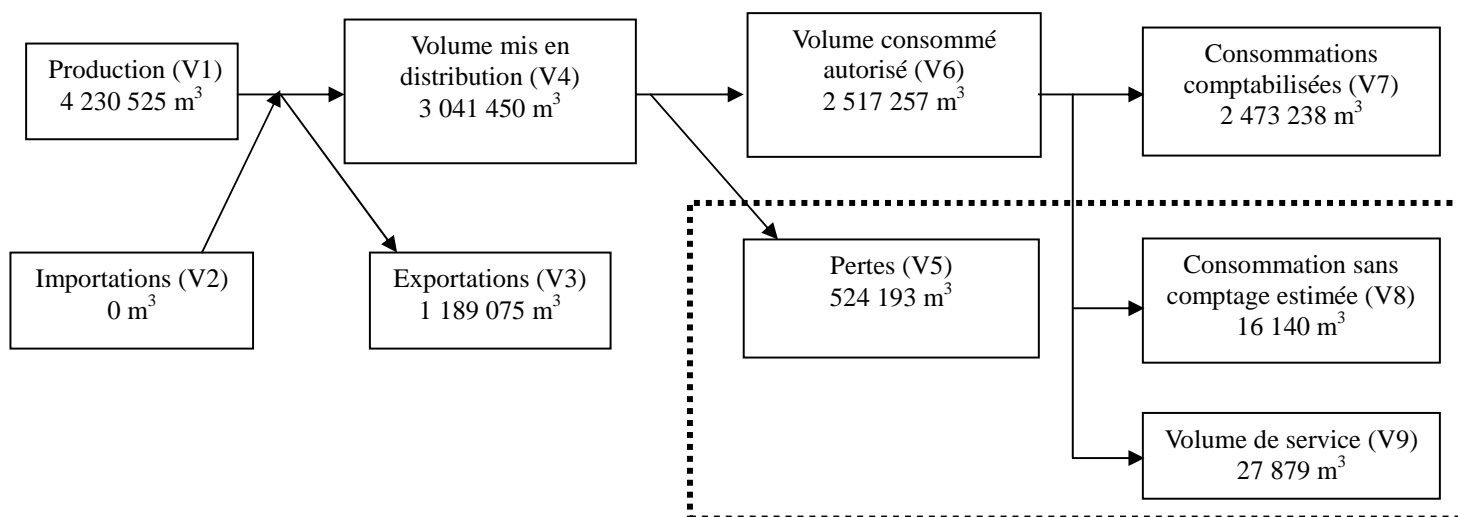 Production (V1)
4 230 525 m³
Volume mis en
distribution (V4)
3 041 450 m³
Volume consommé
autorisé (V6)
2 517 257 m³
Consommations
comptabilisées (V7)
2 473 238 m³
Importations (V2)
0 m³
Exportations (V3)
1 189 075 m³
Pertes (V5)
524 193 m³
Consommation sans
comptage estimée (V8)
16 140 m³
Volume de service (V9)
27 879 m³